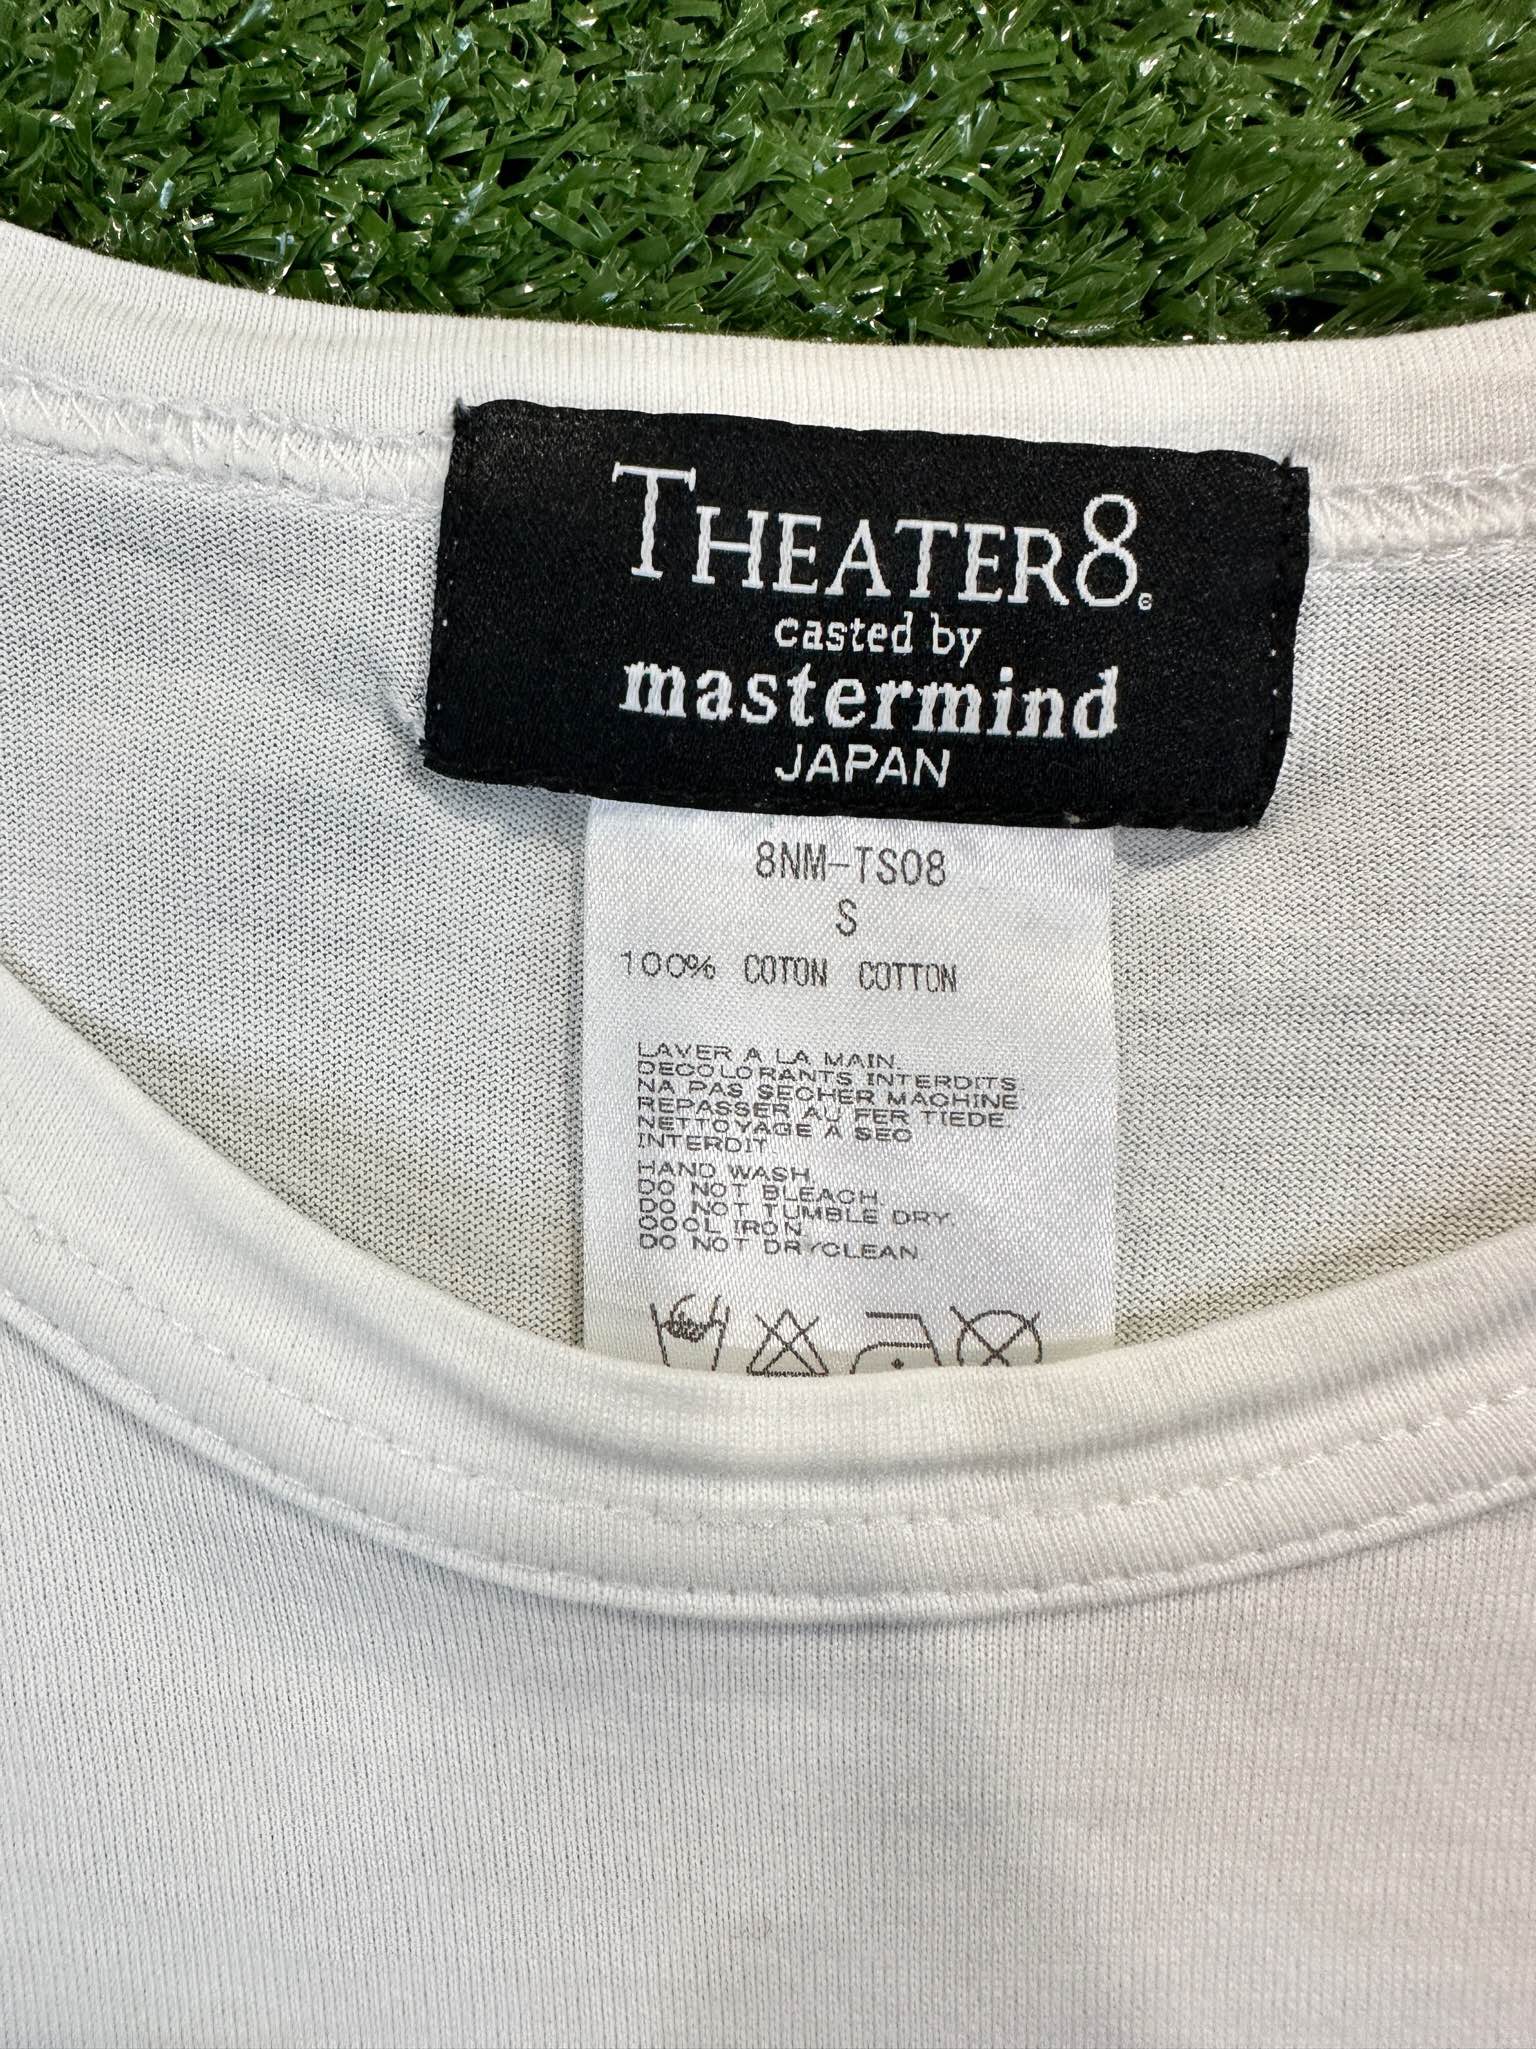 THEATER8.
casted by
mastermind
JAPAN
8NM-TS08
S
100% COTON COTTON
LAVER A LA MAIN.
DECOLORANTS INTERDITS.
NA PAS SECHER MACHINE.
REPASSER AU FER TIEDE.
NETTOYAGE A SEC
INTERDIT.
HAND WASH.
DO NOT BLEACH.
DO NOT TUMBLE DRY.
COOL IRON.
DO NOT DRYCLEAN.